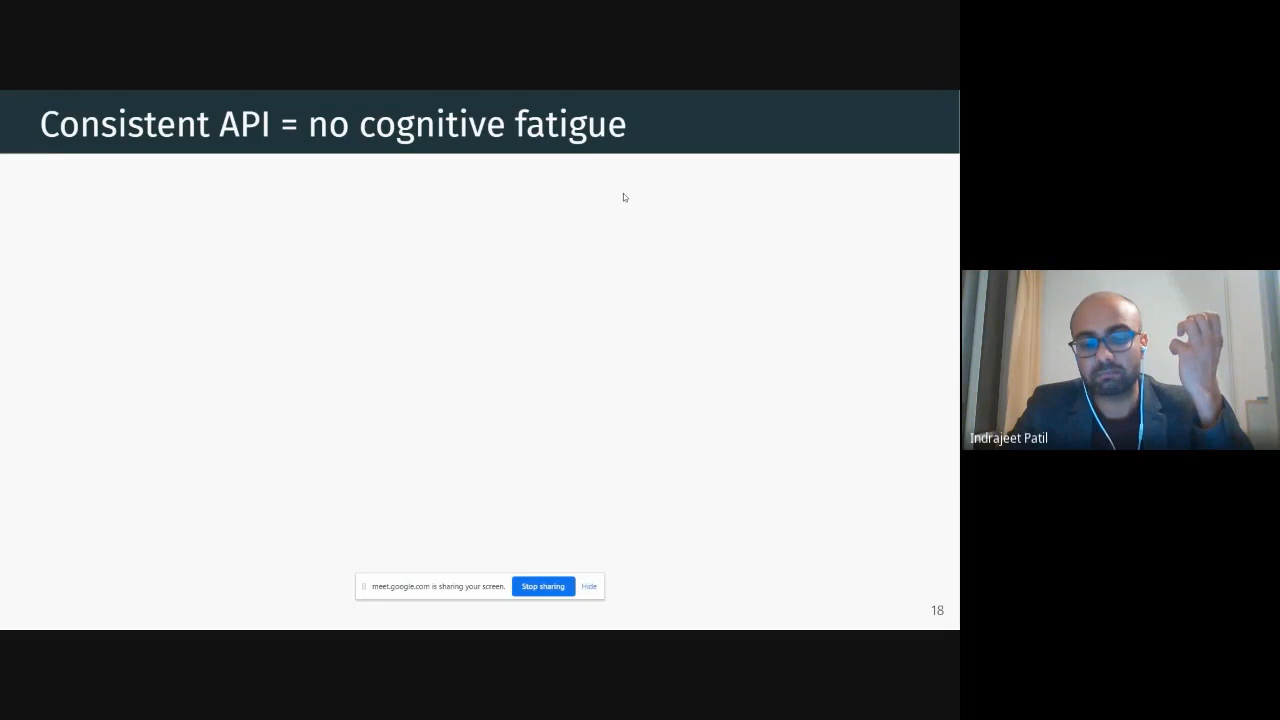 Consistent API = no cognitive fatigue
Indrajeet Patil
meet.google.com is sharing your screen. Stop sharing Hide
18